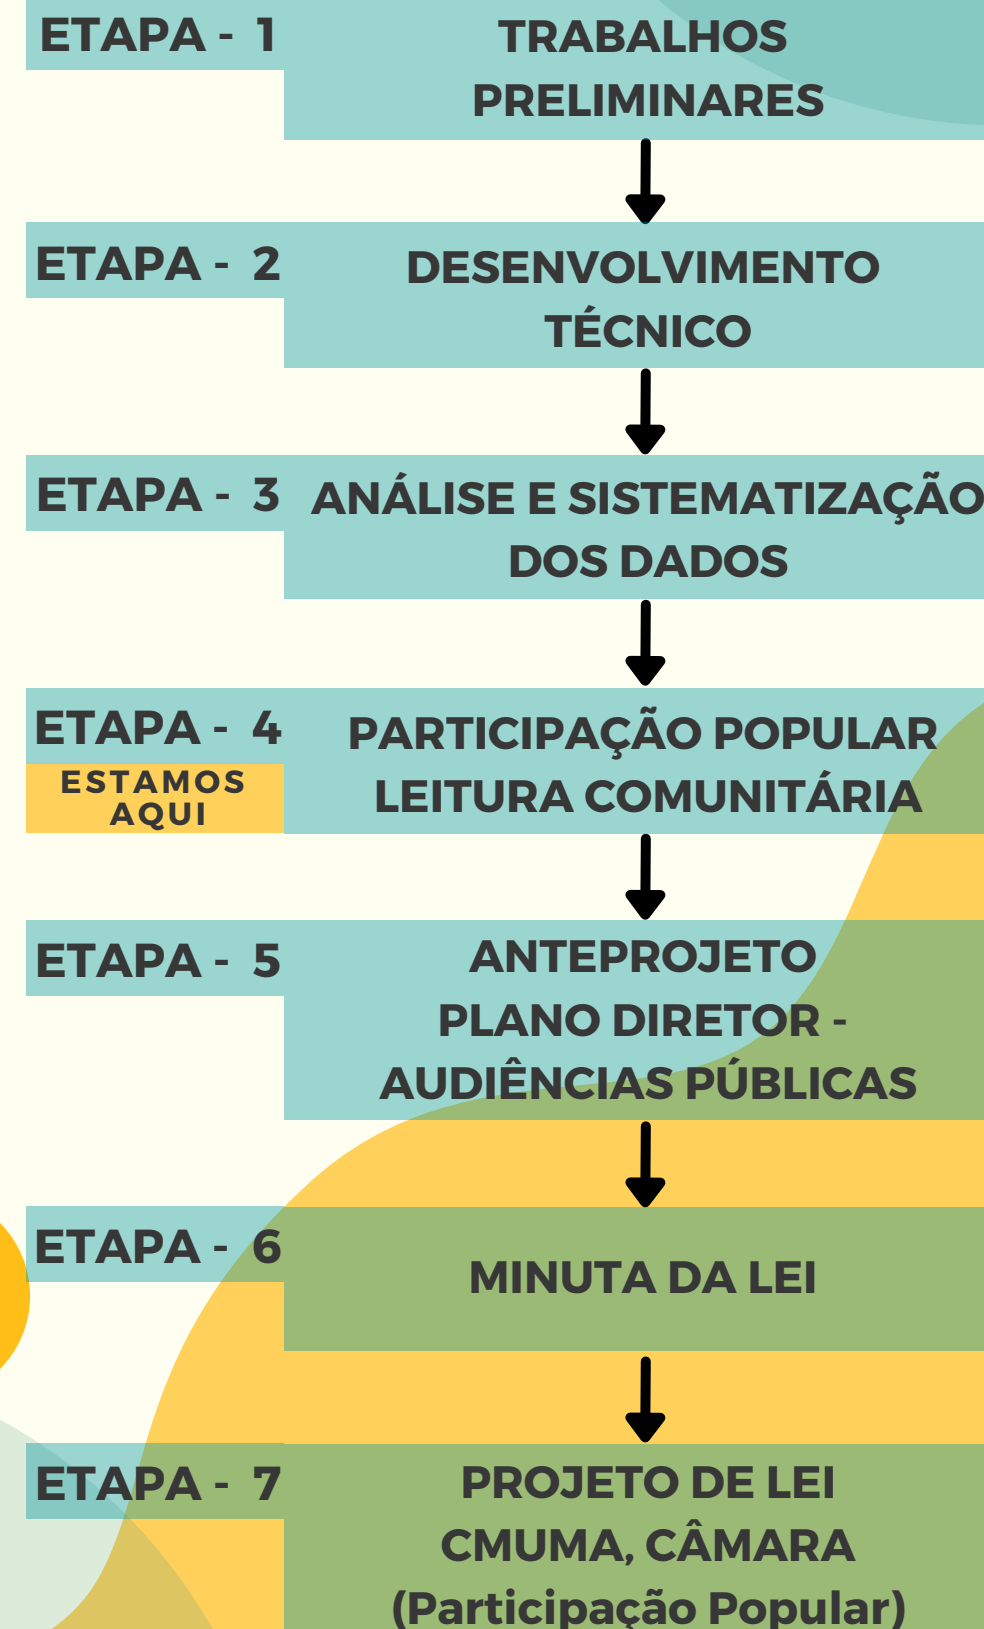 ETAPA - 1
TRABALHOS
PRELIMINARES
ETAPA - 2
DESENVOLVIMENTO
TÉCNICO
ETAPA - 3
ANÁLISE E SISTEMATIZAÇÃO
DOS DADOS
ETAPA - 4
ESTAMOS
AQUI
PARTICIPAÇÃO POPULAR
LEITURA COMUNITÁRIA
ETAPA - 5
ANTEPROJETO
PLANO DIRETOR -
AUDIÊNCIAS PÚBLICAS
ETAPA - 6
MINUTA DA LEI
ETAPA - 7
PROJETO DE LEI
CMUMA, CÂMARA
(Participação Popular)